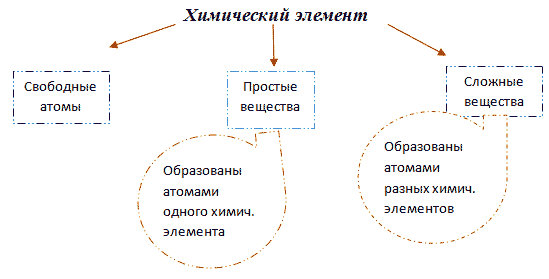 Химический элемент
Свободные
атомы
Простые
вещества
Сложные
вещества
Образованы
атомами
одного химич.
элемента
Образованы
атомами
разных химич.
элементов